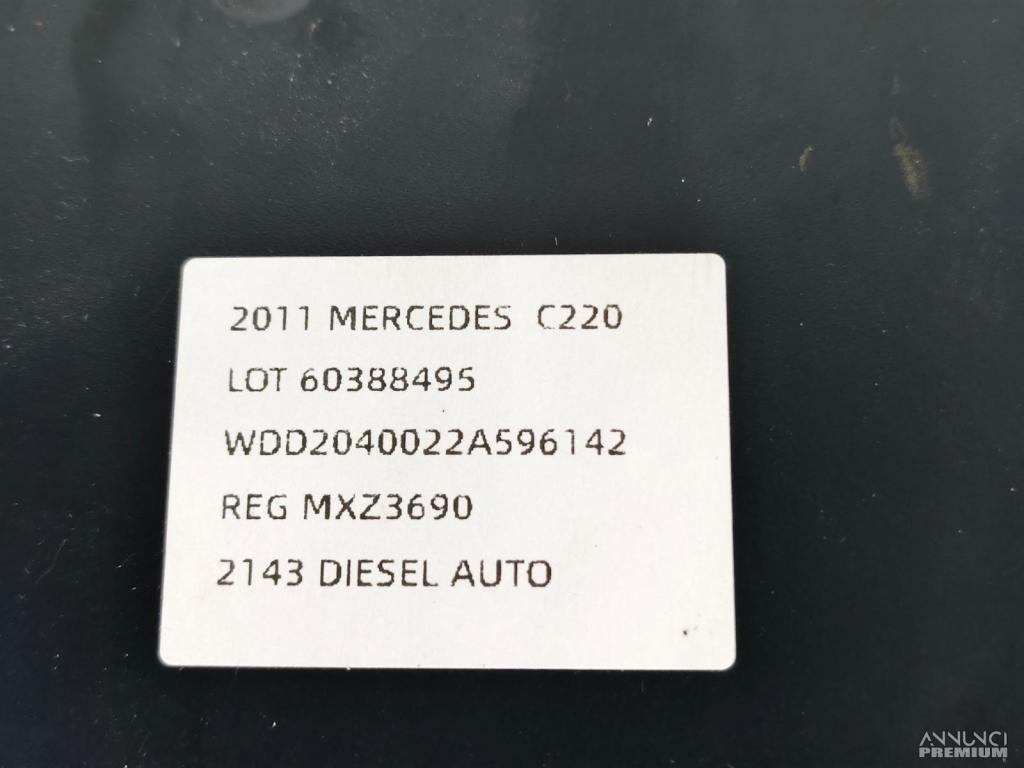 2011 MERCEDES C220
LOT 60388495
WDD2040022A596142
REG MXZ3690
2143 DIESEL AUTO
ANNUNCI
PREMIUM